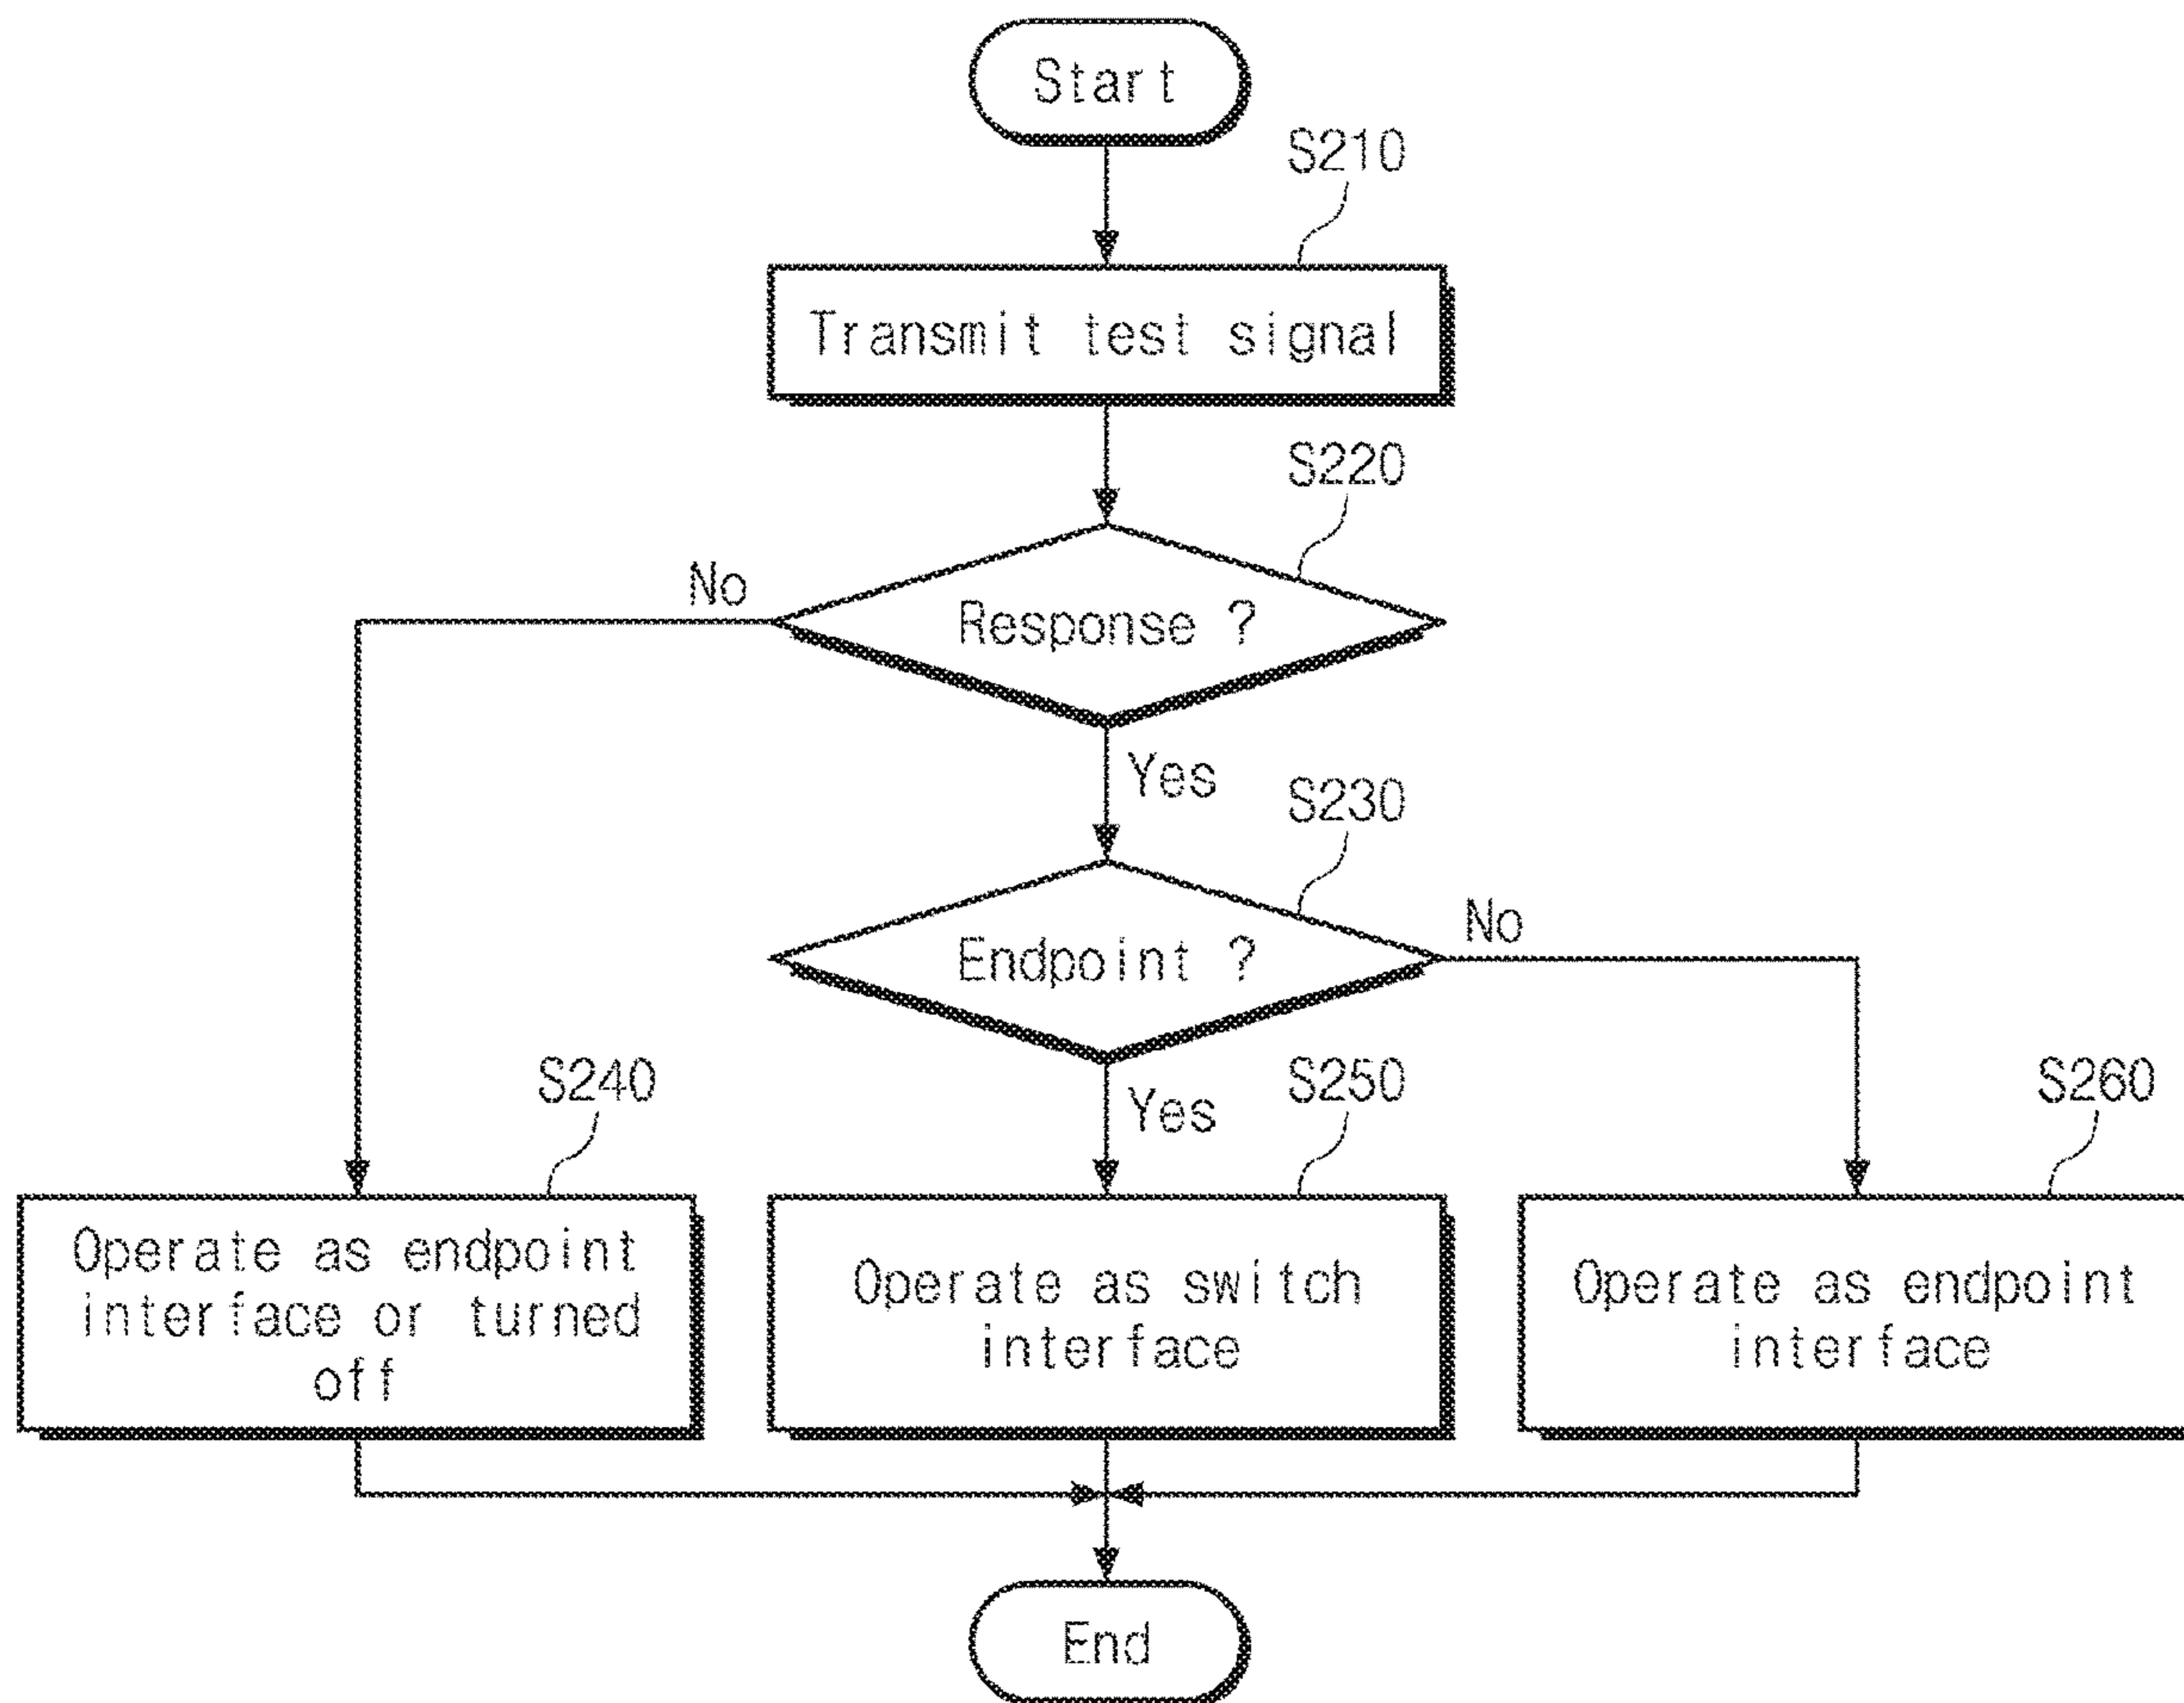 Start
S210
Transmit test signal
S220
No
Response ?
Yes
S230
No
Endpoint ?
S240
Yes
S250
S260
Operate as endpoint
interface or turned
off
Operate as switch
interface
Operate as endpoint
interface
End